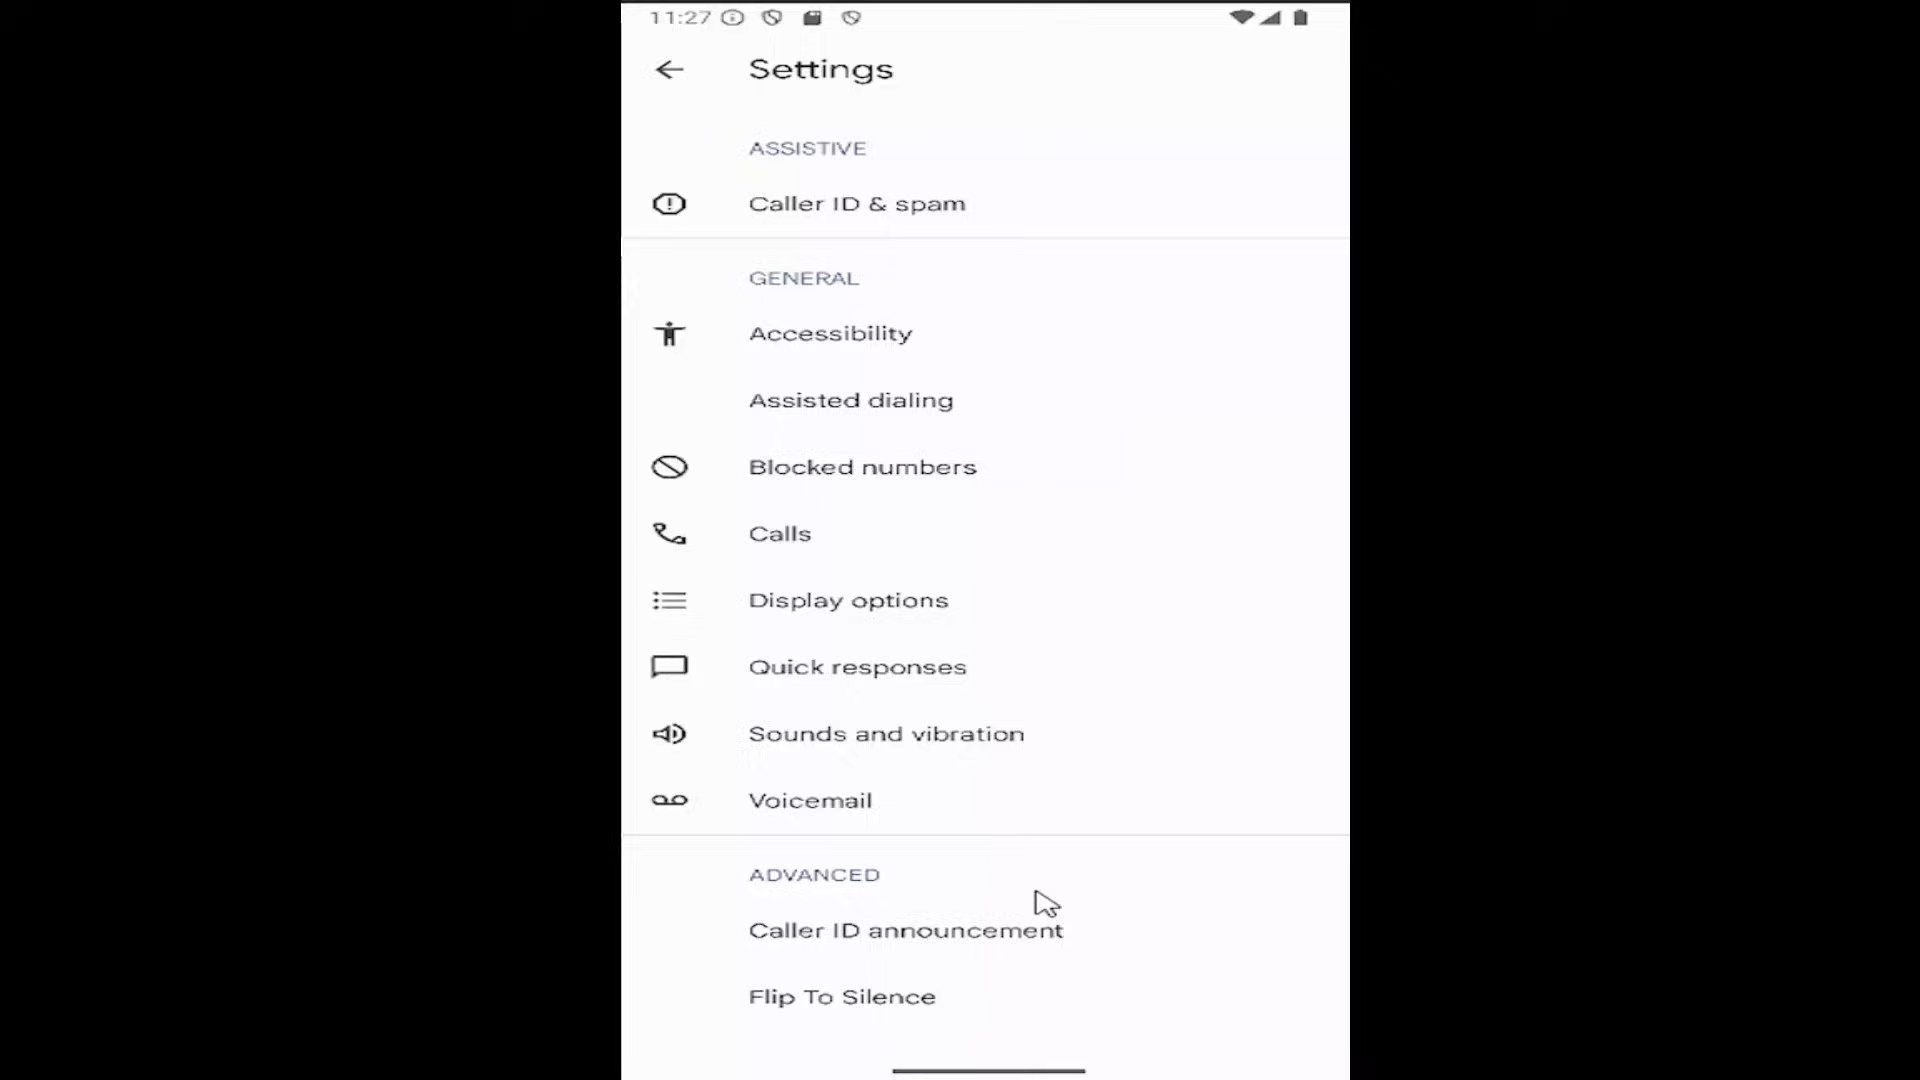 11:27
Settings
ASSISTIVE
Caller ID & spam
GENERAL
Accessibility
Assisted dialing
Blocked numbers
Calls
Display options
Quick responses
Sounds and vibration
Voicemail
ADVANCED
Caller ID announcement
Flip To Silence